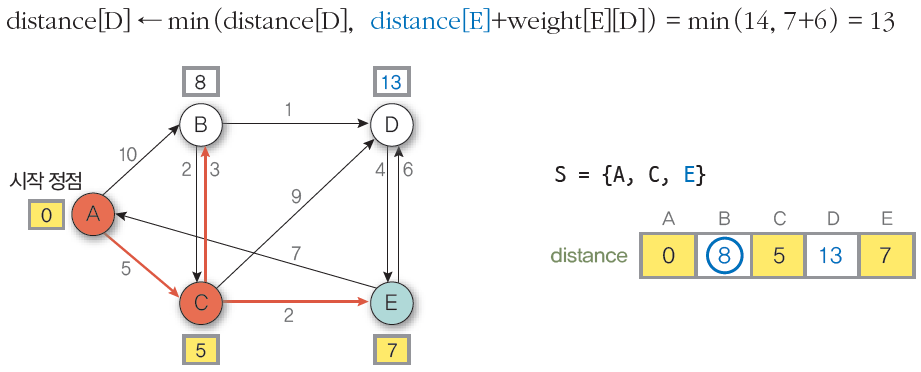 distance[D] ← min (distance[D], distance[E]+weight[E][D]) = min (14, 7+6) = 13
8
13
B
1
D
10
2
3
4
6
시작 정점
9
S = {A, C, E}
0
A
A B C D E
7
distance 0 8 5 13 7
5
C
2
E
5
7